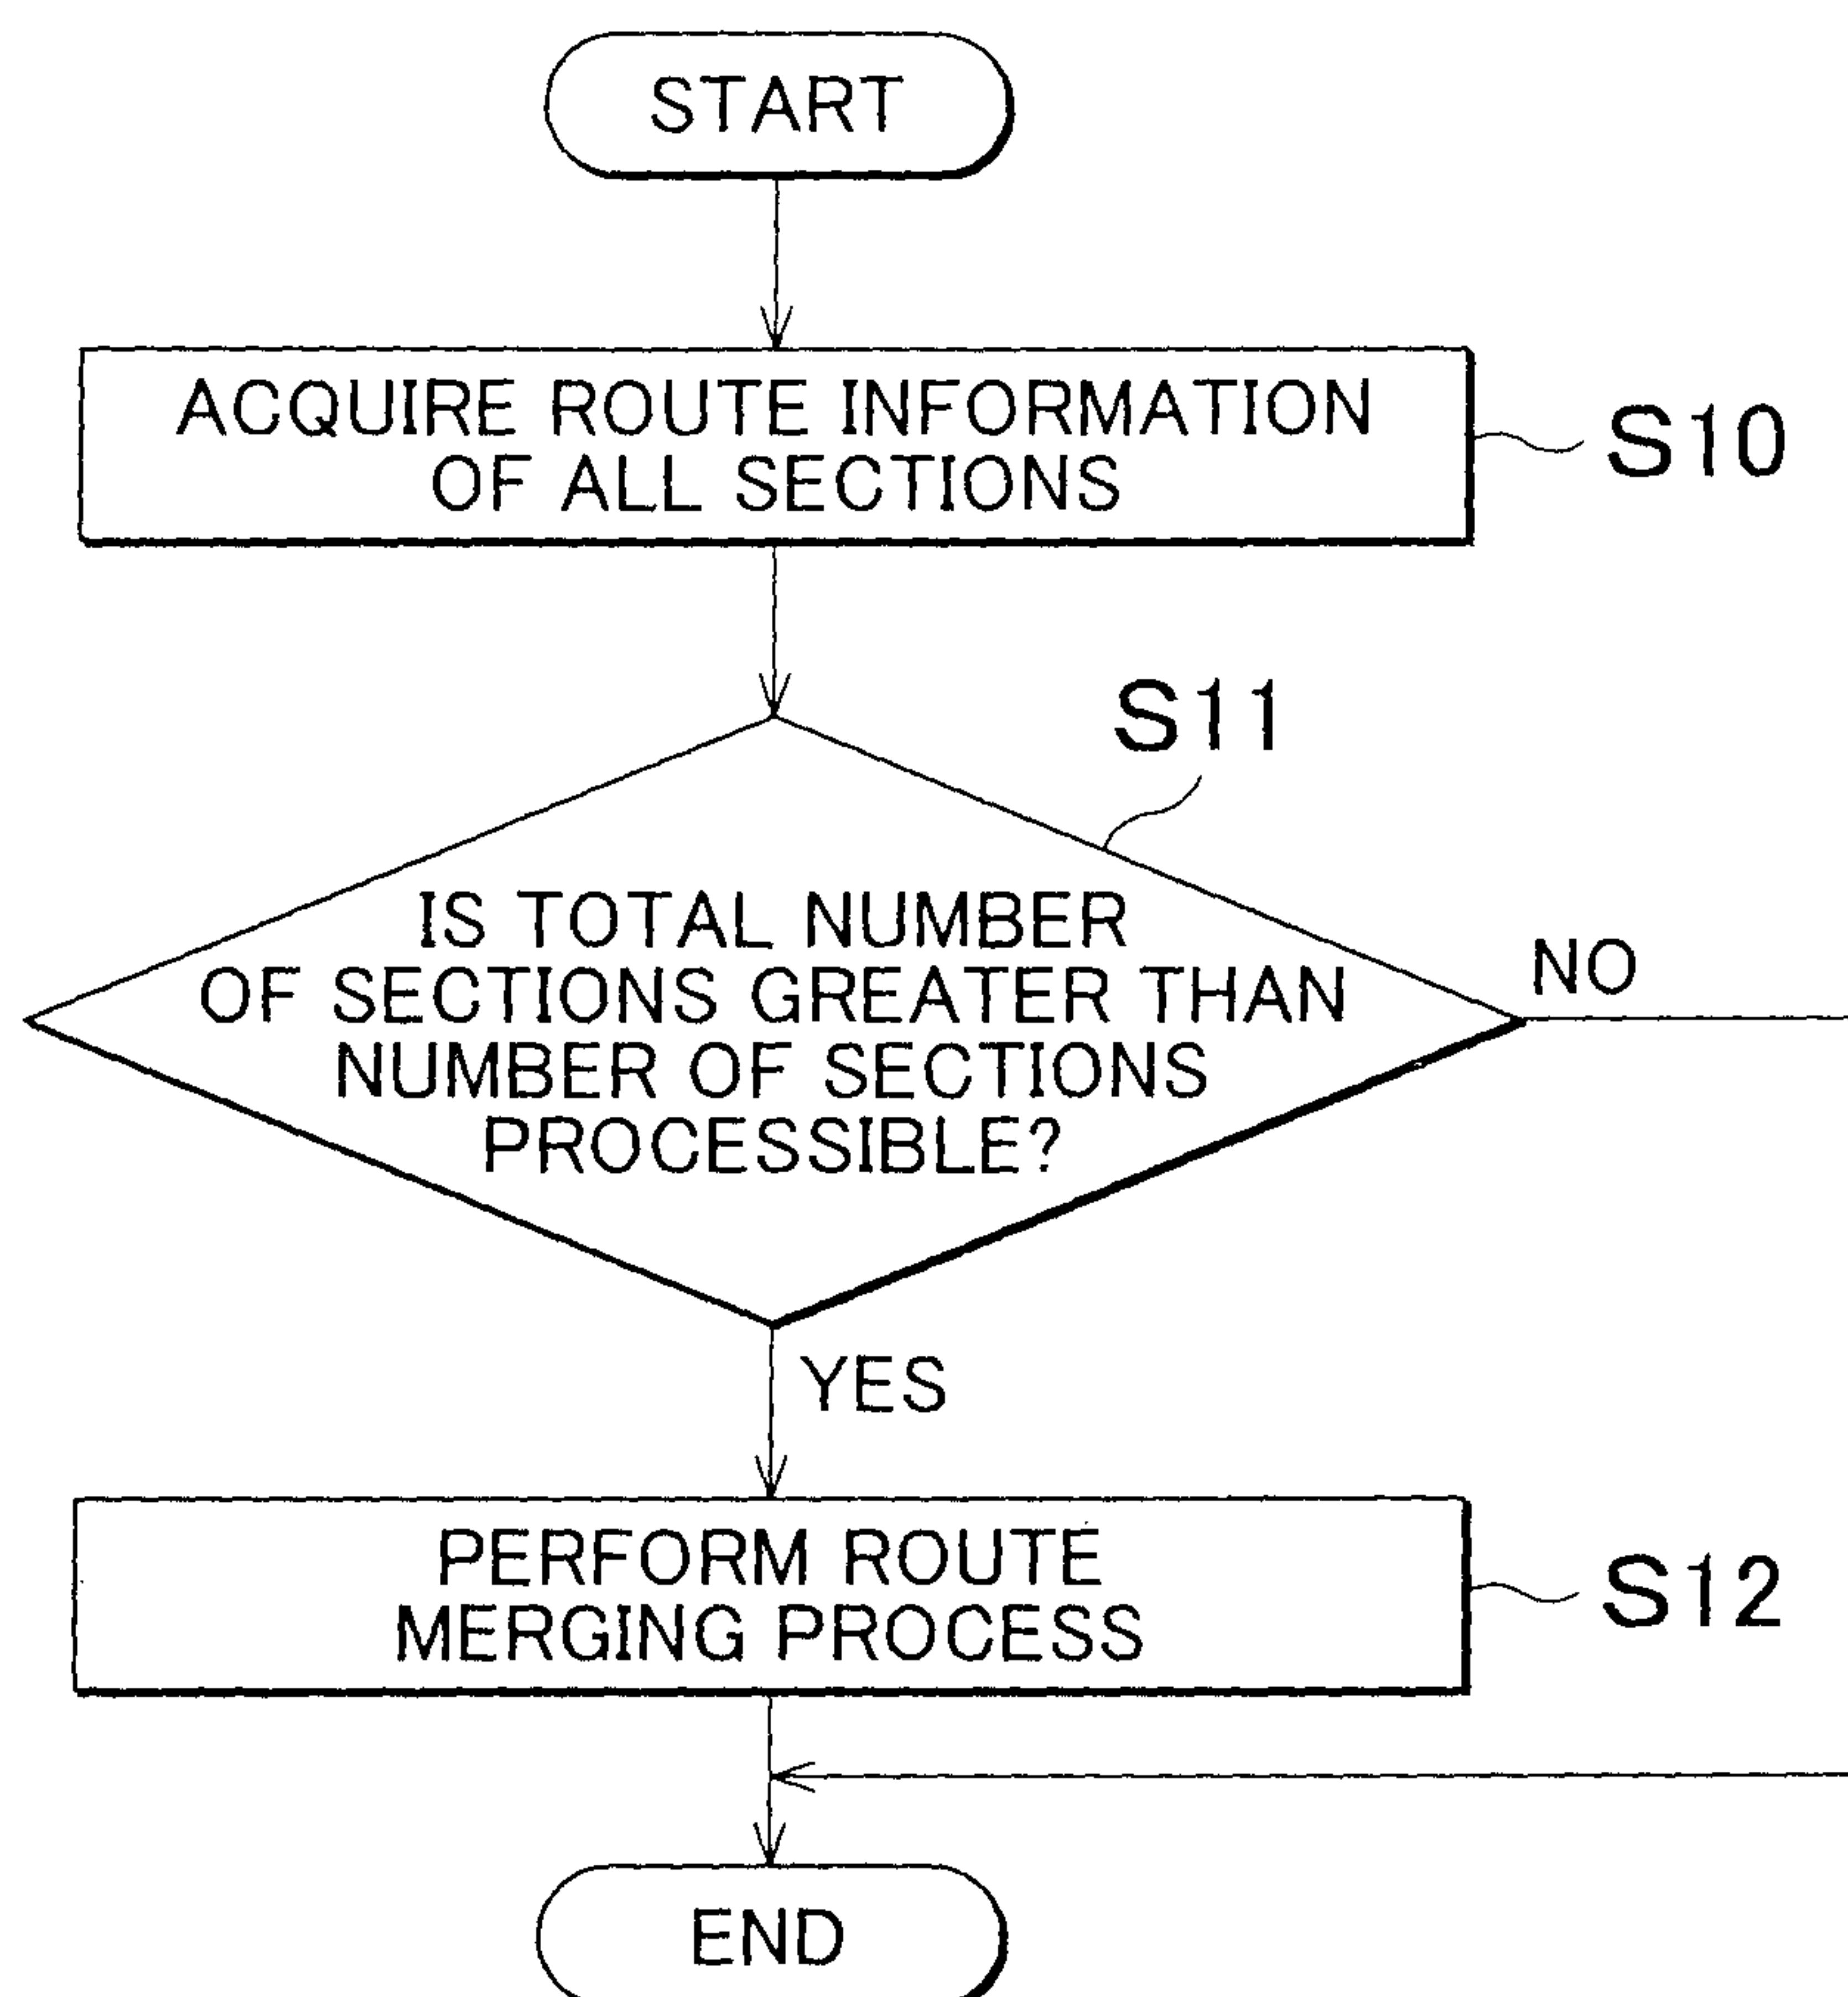 START
ACQUIRE ROUTE INFORMATION
OF ALL SECTIONS
S10
S11
IS TOTAL NUMBER
OF SECTIONS GREATER THAN
NUMBER OF SECTIONS
PROCESSIBLE?
NO
YES
PERFORM ROUTE
MERGING PROCESS
S12
END